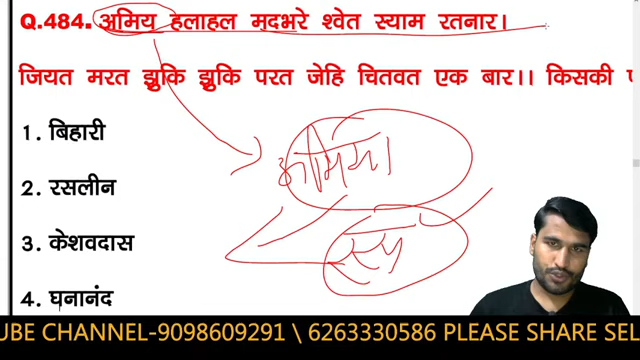 Q.484. अमिय हलाहल मदभरे श्वेत स्याम रतनार।
जियत मरत झुकि झुकि परत जेहि चितवत एक बार।। किसकी
1. बिहारी
2. रसलीन
3. केशवदास
4. घनानंद
अमिय।
UBE CHANNEL-9098609291 \ 6263330586 PLEASE SHARE SEL